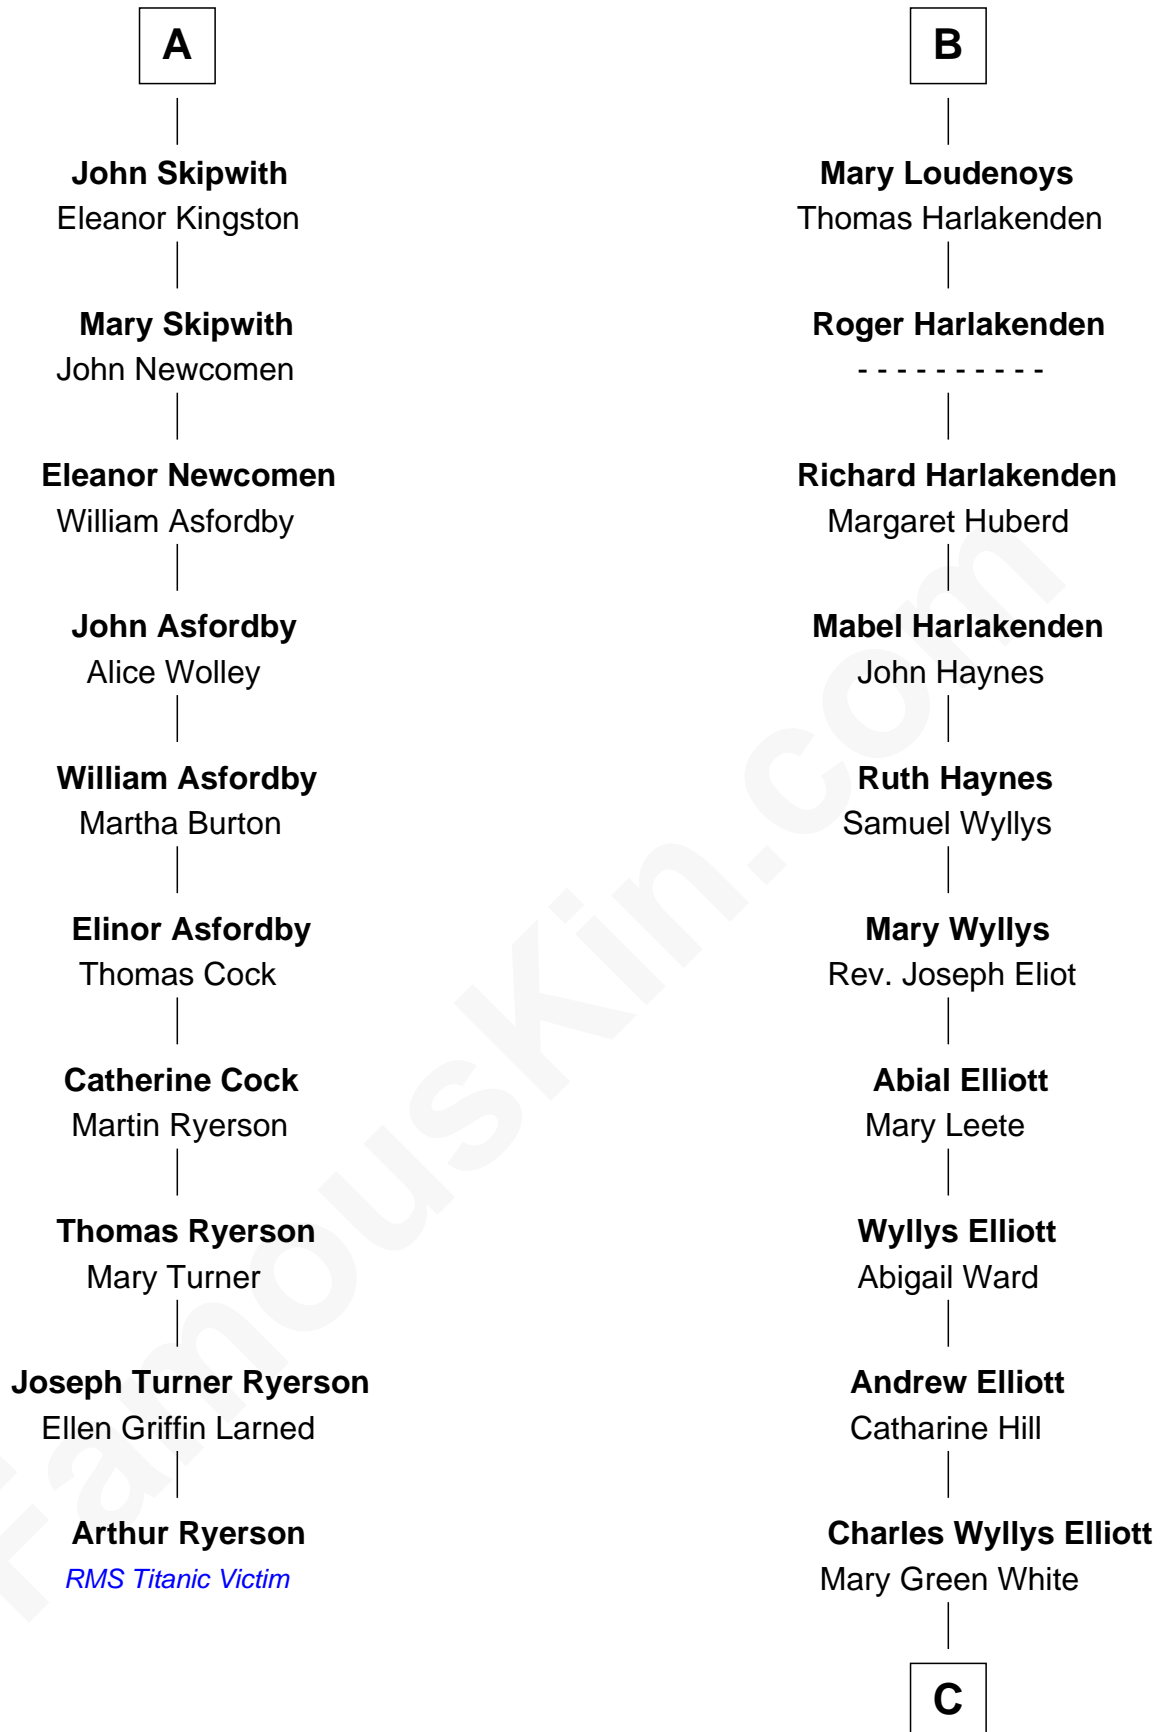 A
John Skipwith
Eleanor Kingston
Mary Skipwith
John Newcomen
Eleanor Newcomen
William Asfordby
John Asfordby
Alice Wolley
William Asfordby
Martha Burton
Elinor Asfordby
Thomas Cock
Catherine Cock
Martin Ryerson
Thomas Ryerson
Mary Turner
Joseph Turner Ryerson
Ellen Griffin Larned
Arthur Ryerson
RMS Titanic Victim
B
Mary Loudenoys
Thomas Harlakenden
Roger Harlakenden
- - - - - - - - - -
Richard Harlakenden
Margaret Huberd
Mabel Harlakenden
John Haynes
Ruth Haynes
Samuel Wyllys
Mary Wyllys
Rev. Joseph Eliot
Abial Elliott
Mary Leete
Wyllys Elliott
Abigail Ward
Andrew Elliott
Catharine Hill
Charles Wyllys Elliott
Mary Green White
C
FamousKin.com